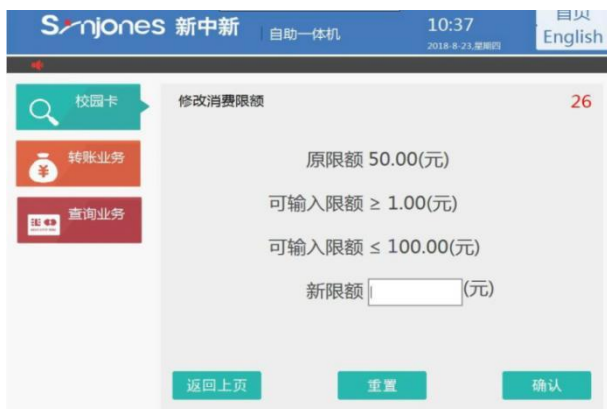 Synjones 新中新 自助一体机 10:37 首页
2018-8-23,星期四 English
校园卡 修改消费限额 26
转账业务 原限额 50.00(元)
查询业务 可输入限额 ≥ 1.00(元)
可输入限额 ≤ 100.00(元)
新限额 (元)
返回上页 重置 确认